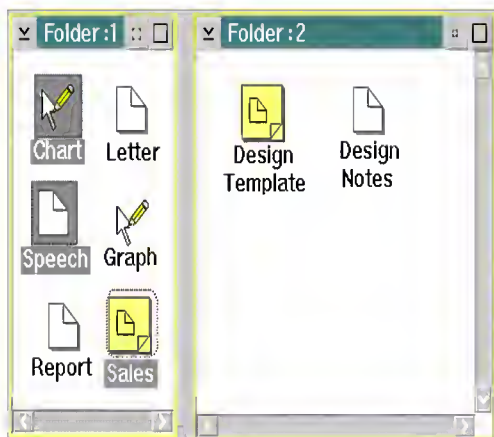 Folder:1
Chart
Letter
Speech
Graph
Report
Sales
Folder:2
Design
Template
Design
Notes